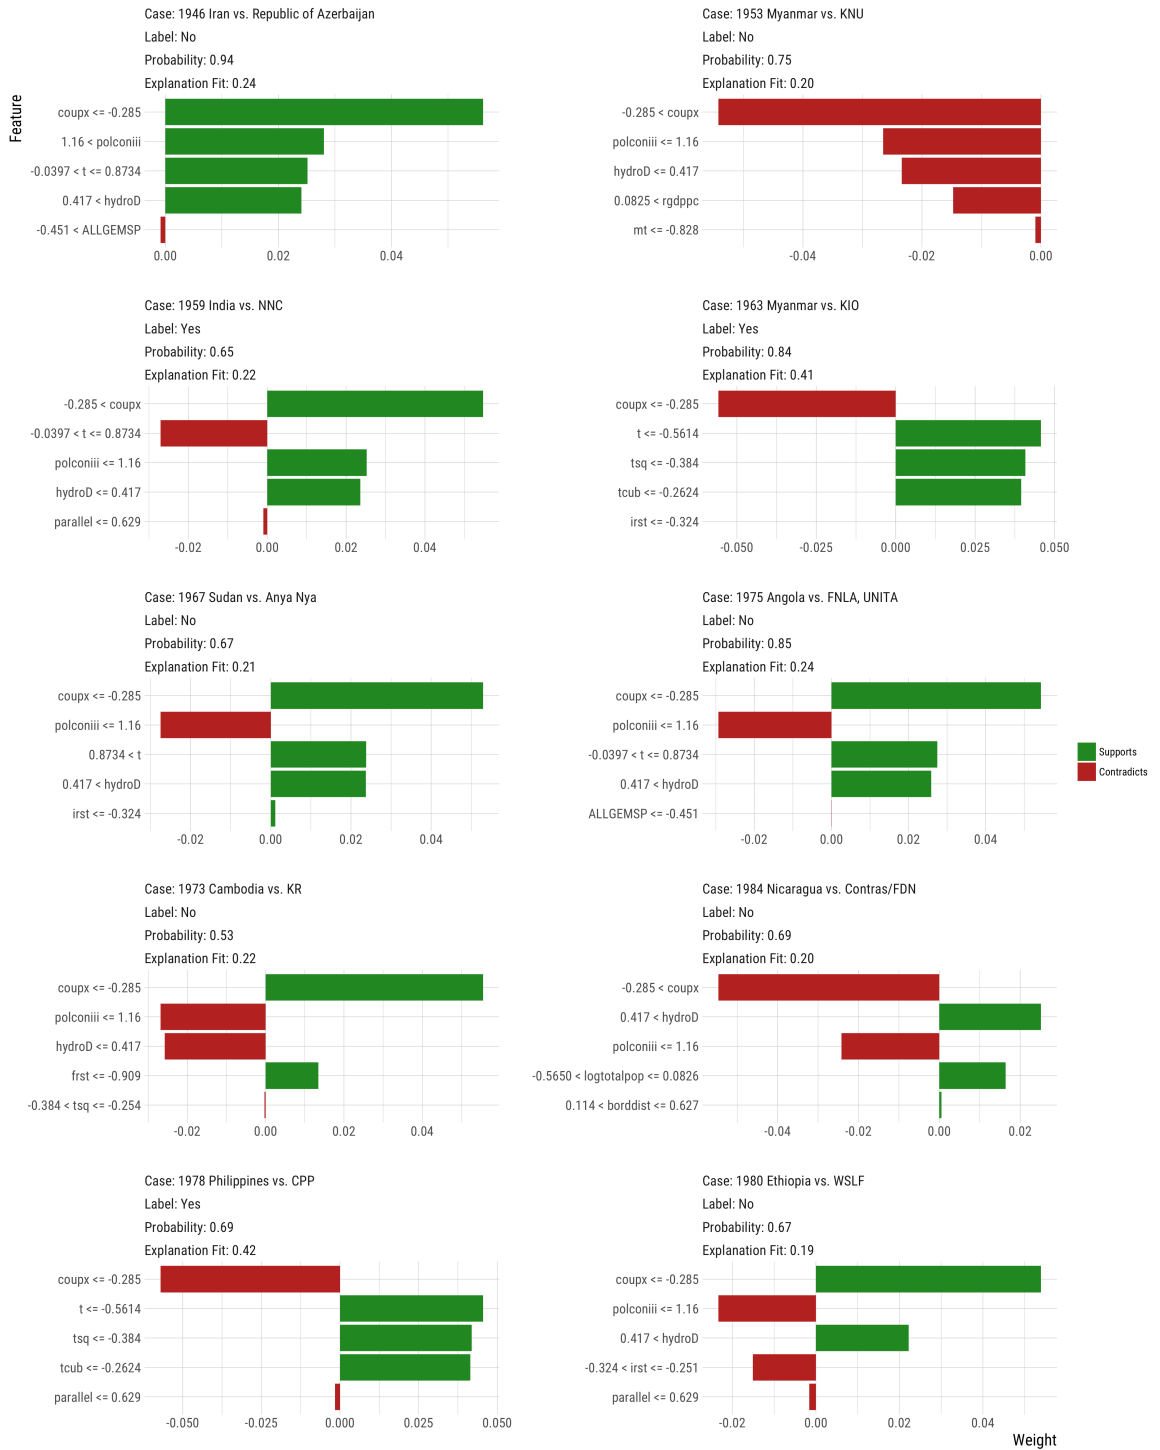 Case: 1946 Iran vs. Republic of Azerbaijan
Label: No
Probability: 0.94
Explanation Fit: 0.24
Feature
coupx <= -0.285
1.16 < polconiii
-0.0397 < t <= 0.8734
0.417 < hydroD
-0.451 < ALLGEMSP
0.00 0.02 0.04
Case: 1953 Myanmar vs. KNU
Label: No
Probability: 0.75
Explanation Fit: 0.20
-0.285 < coupx
polconiii <= 1.16
hydroD <= 0.417
0.0825 < rgdppc
mt <= -0.828
-0.04 -0.02 0.00
Case: 1959 India vs. NNC
Label: Yes
Probability: 0.65
Explanation Fit: 0.22
-0.285 < coupx
-0.0397 < t <= 0.8734
polconiii <= 1.16
hydroD <= 0.417
parallel <= 0.629
-0.02 0.00 0.02 0.04
Case: 1963 Myanmar vs. KIO
Label: Yes
Probability: 0.84
Explanation Fit: 0.41
coupx <= -0.285
t <= -0.5614
tsq <= -0.384
tcub <= -0.2624
irst <= -0.324
-0.050 -0.025 0.000 0.025 0.050
Case: 1967 Sudan vs. Anya Nya
Label: No
Probability: 0.67
Explanation Fit: 0.21
coupx <= -0.285
polconiii <= 1.16
0.8734 < t
0.417 < hydroD
irst <= -0.324
-0.02 0.00 0.02 0.04
Case: 1975 Angola vs. FNLA, UNITA
Label: No
Probability: 0.85
Explanation Fit: 0.24
coupx <= -0.285
polconiii <= 1.16
-0.0397 < t <= 0.8734
0.417 < hydroD
ALLGEMSP <= -0.451
-0.02 0.00 0.02 0.04
Supports
Contradicts
Case: 1973 Cambodia vs. KR
Label: No
Probability: 0.53
Explanation Fit: 0.22
coupx <= -0.285
polconiii <= 1.16
hydroD <= 0.417
frst <= -0.909
-0.384 < tsq <= -0.254
-0.02 0.00 0.02 0.04
Case: 1984 Nicaragua vs. Contras/FDN
Label: No
Probability: 0.69
Explanation Fit: 0.20
-0.285 < coupx
0.417 < hydroD
polconiii <= 1.16
-0.5650 < logtotalpop <= 0.0826
0.114 < borddist <= 0.627
-0.04 -0.02 0.00 0.02
Case: 1978 Philippines vs. CPP
Label: Yes
Probability: 0.69
Explanation Fit: 0.42
coupx <= -0.285
t <= -0.5614
tsq <= -0.384
tcub <= -0.2624
parallel <= 0.629
-0.050 -0.025 0.000 0.025 0.050
Case: 1980 Ethiopia vs. WSLF
Label: No
Probability: 0.67
Explanation Fit: 0.19
coupx <= -0.285
polconiii <= 1.16
0.417 < hydroD
-0.324 < irst <= -0.251
parallel <= 0.629
-0.02 0.00 0.02 0.04
Weight